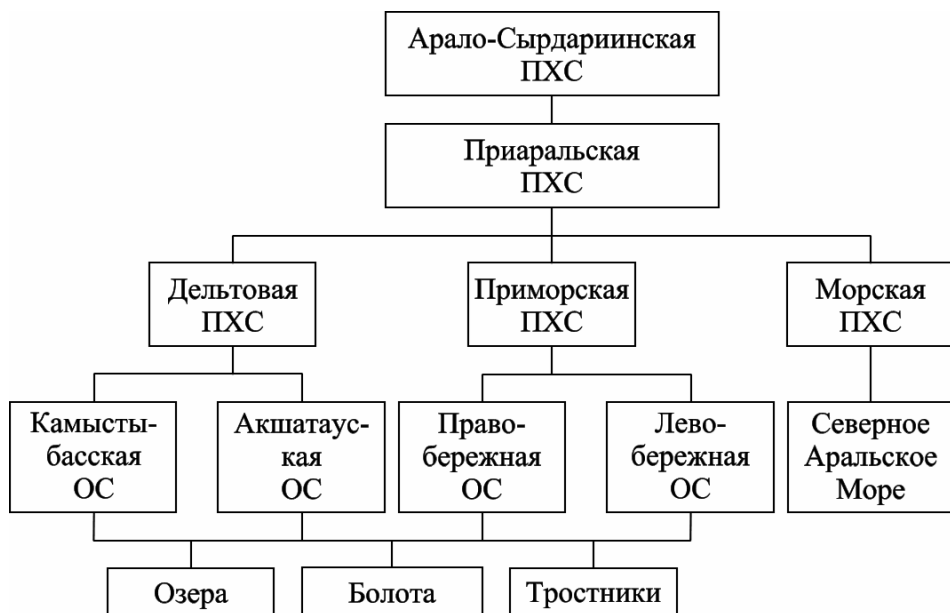 Арало-Сырдариинская
ПХС
Приаральская
ПХС
Дельтовая
ПХС
Приморская
ПХС
Морская
ПХС
Камысты-
басская
ОС
Акшатаус-
кая
ОС
Право-
бережная
ОС
Лево-
бережная
ОС
Северное
Аральское
Море
Озера
Болота
Тростники